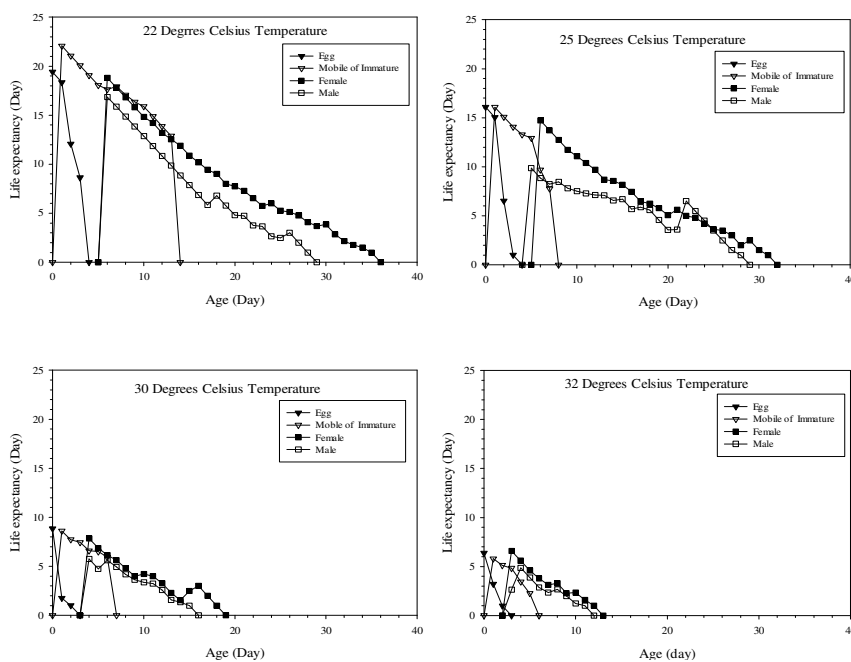 22 Degrres Celsius Temperature
Egg
Mobile of Immature
Female
Male
Life expectancy (Day)
25
20
15
10
5
0
0 10 20 30 40
Age (Day)
25 Degrees Celsius Temperature
Egg
Mobile of Immature
Female
Male
Life expectancy (Day)
25
20
15
10
5
0
0 10 20 30 40
Age (Day)
30 Degrees Celsius Temperature
Egg
Moble of Immature
Female
Male
Life expectancy (Day)
25
20
15
10
5
0
0 10 20 30 40
Age (Day)
32 Degrees Celsius Temperature
Egg
Mobile of Immature
Female
Male
Life expectancy (Day)
25
20
15
10
5
0
0 10 20 30 40
Age (day)